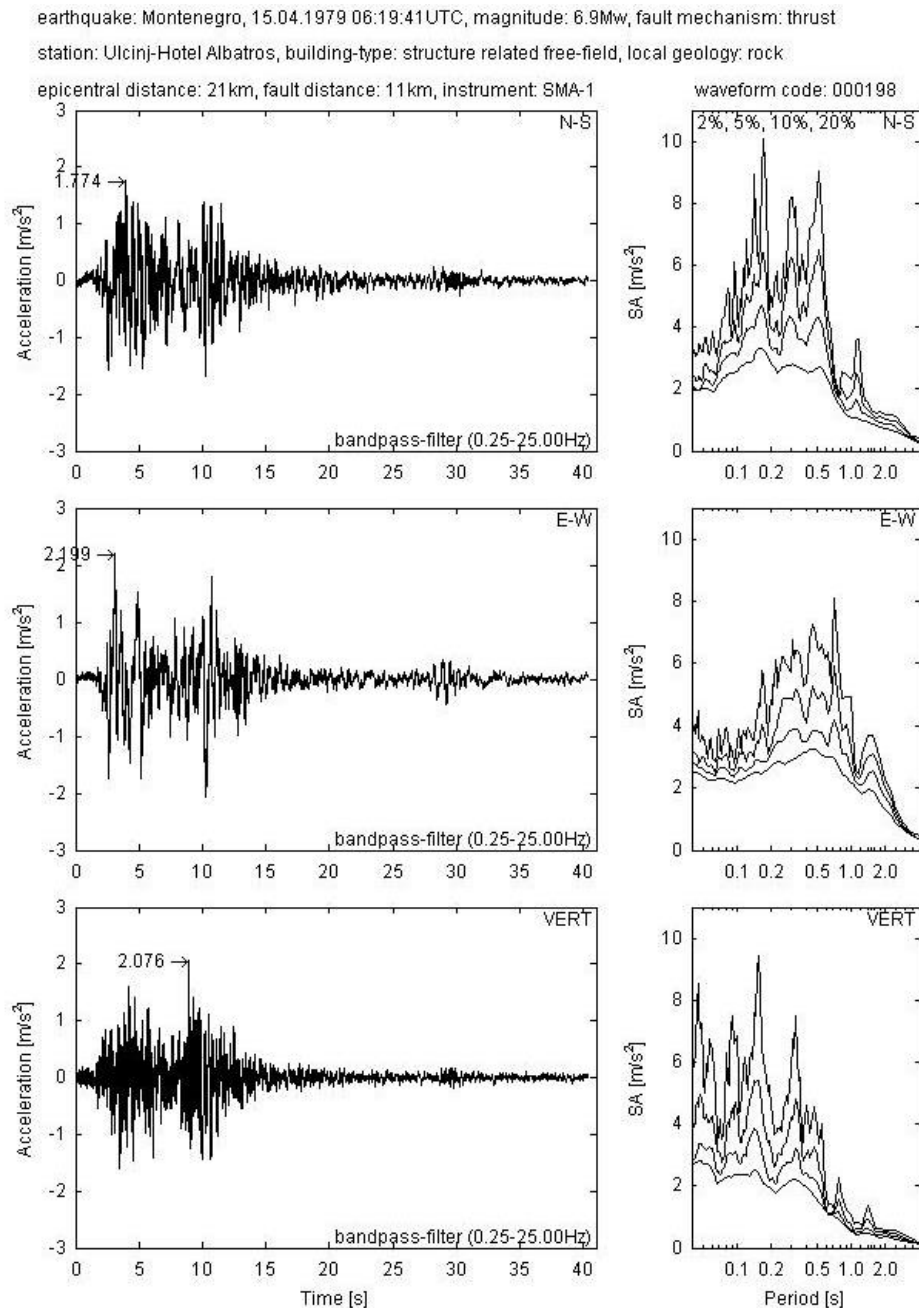 earthquake: Montenegro, 15.04.1979 06:19:41UTC, magnitude: 6.9Mw, fault mechanism: thrust
station: Ulcinj-Hotel Albatros, building-type: structure related free-field, local geology: rock
epicentral distance: 21km, fault distance: 11km, instrument: SMA-1
waveform code: 000198
3
2
1
0
-1
-2
-3
Acceleration [m/s²]
N-S
1.774
bandpass-filter (0.25-25.00Hz)
0 5 10 15 20 25 30 35 40
10
8
6
4
2
0
SA [m/s²]
2%, 5%, 10%, 20% N-S
0.1 0.2 0.5 1.0 2.0
3
2
1
0
-1
-2
-3
Acceleration [m/s²]
E-W
2.199
bandpass-filter (0.25-25.00Hz)
0 5 10 15 20 25 30 35 40
10
8
6
4
2
0
SA [m/s²]
E-W
0.1 0.2 0.5 1.0 2.0
3
2
1
0
-1
-2
-3
Acceleration [m/s²]
VERT
2.076
bandpass-filter (0.25-25.00Hz)
0 5 10 15 20 25 30 35 40
Time [s]
10
8
6
4
2
0
SA [m/s²]
VERT
0.1 0.2 0.5 1.0 2.0
Period [s]